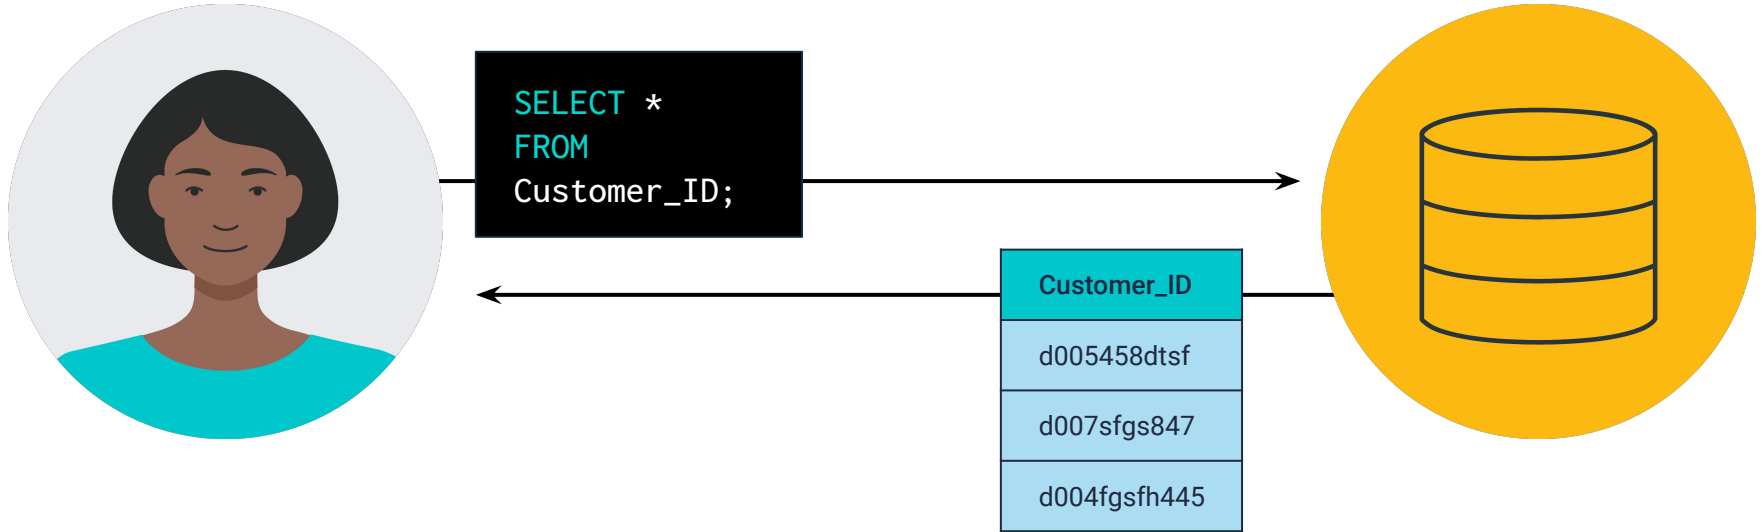 SELECT *
FROM
Customer_ID;
Customer_ID
d005458dtsf
d007sfgs847
d004fgsfh445